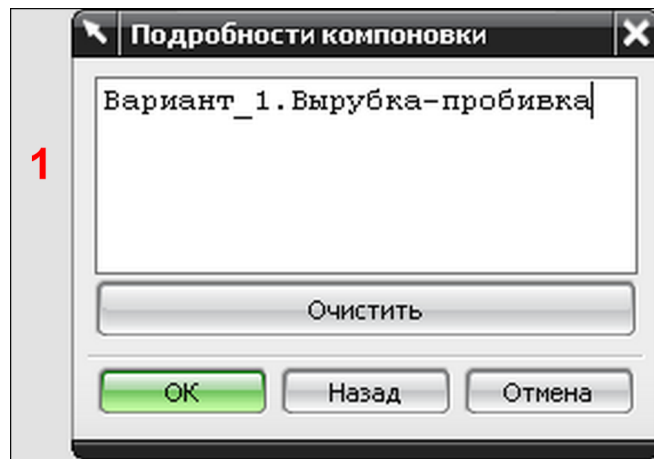 Подробности компоновки
Вариант_1.Вырубка-пробивка
1
Очистить
OK
Назад
Отмена